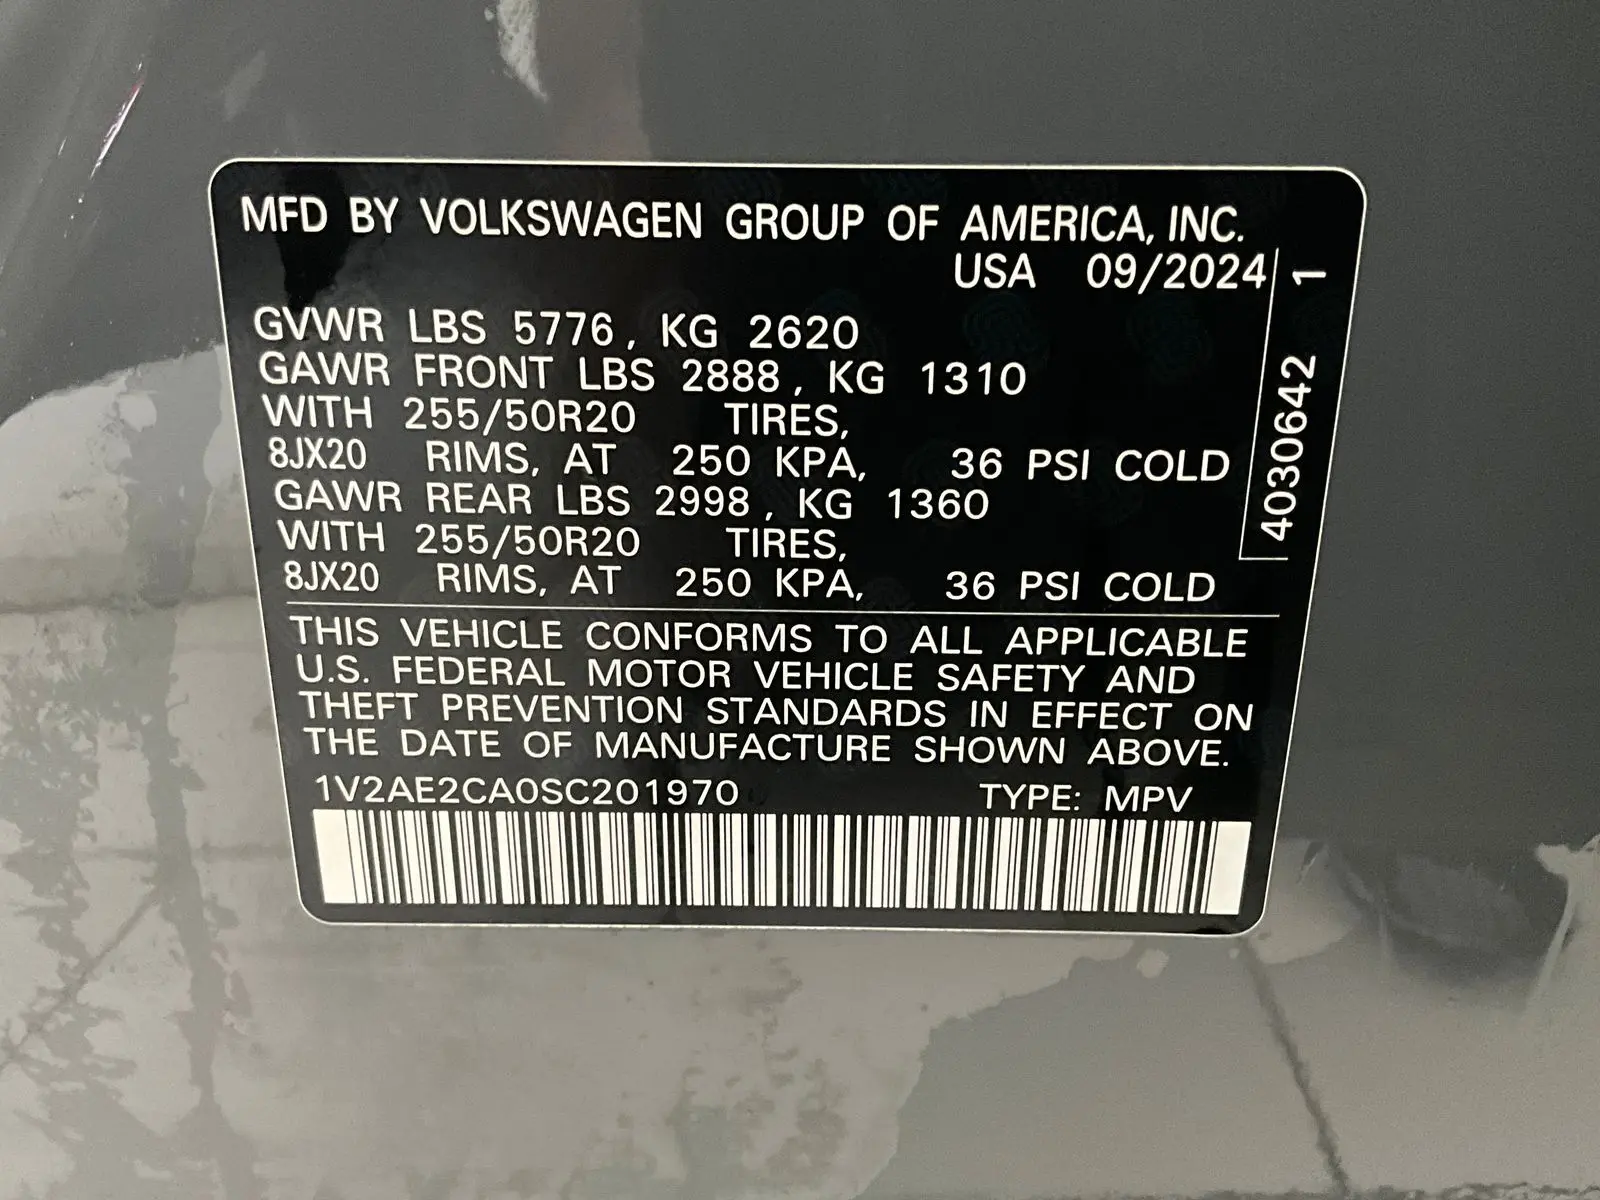 MFD BY VOLKSWAGEN GROUP OF AMERICA, INC.
USA 09/2024
GVWR LBS 5776, KG 2620
GAWR FRONT LBS 2888, KG 1310
WITH 255/50R20 TIRES,
8JX20 RIMS, AT 250 KPA, 36 PSI COLD
GAWR REAR LBS 2998, KG 1360
WITH 255/50R20 TIRES,
8JX20 RIMS, AT 250 KPA, 36 PSI COLD
THIS VEHICLE CONFORMS TO ALL APPLICABLE
U.S. FEDERAL MOTOR VEHICLE SAFETY AND
THEFT PREVENTION STANDARDS IN EFFECT ON
THE DATE OF MANUFACTURE SHOWN ABOVE.
1V2AE2CA0SC201970 TYPE: MPV
4030642 1